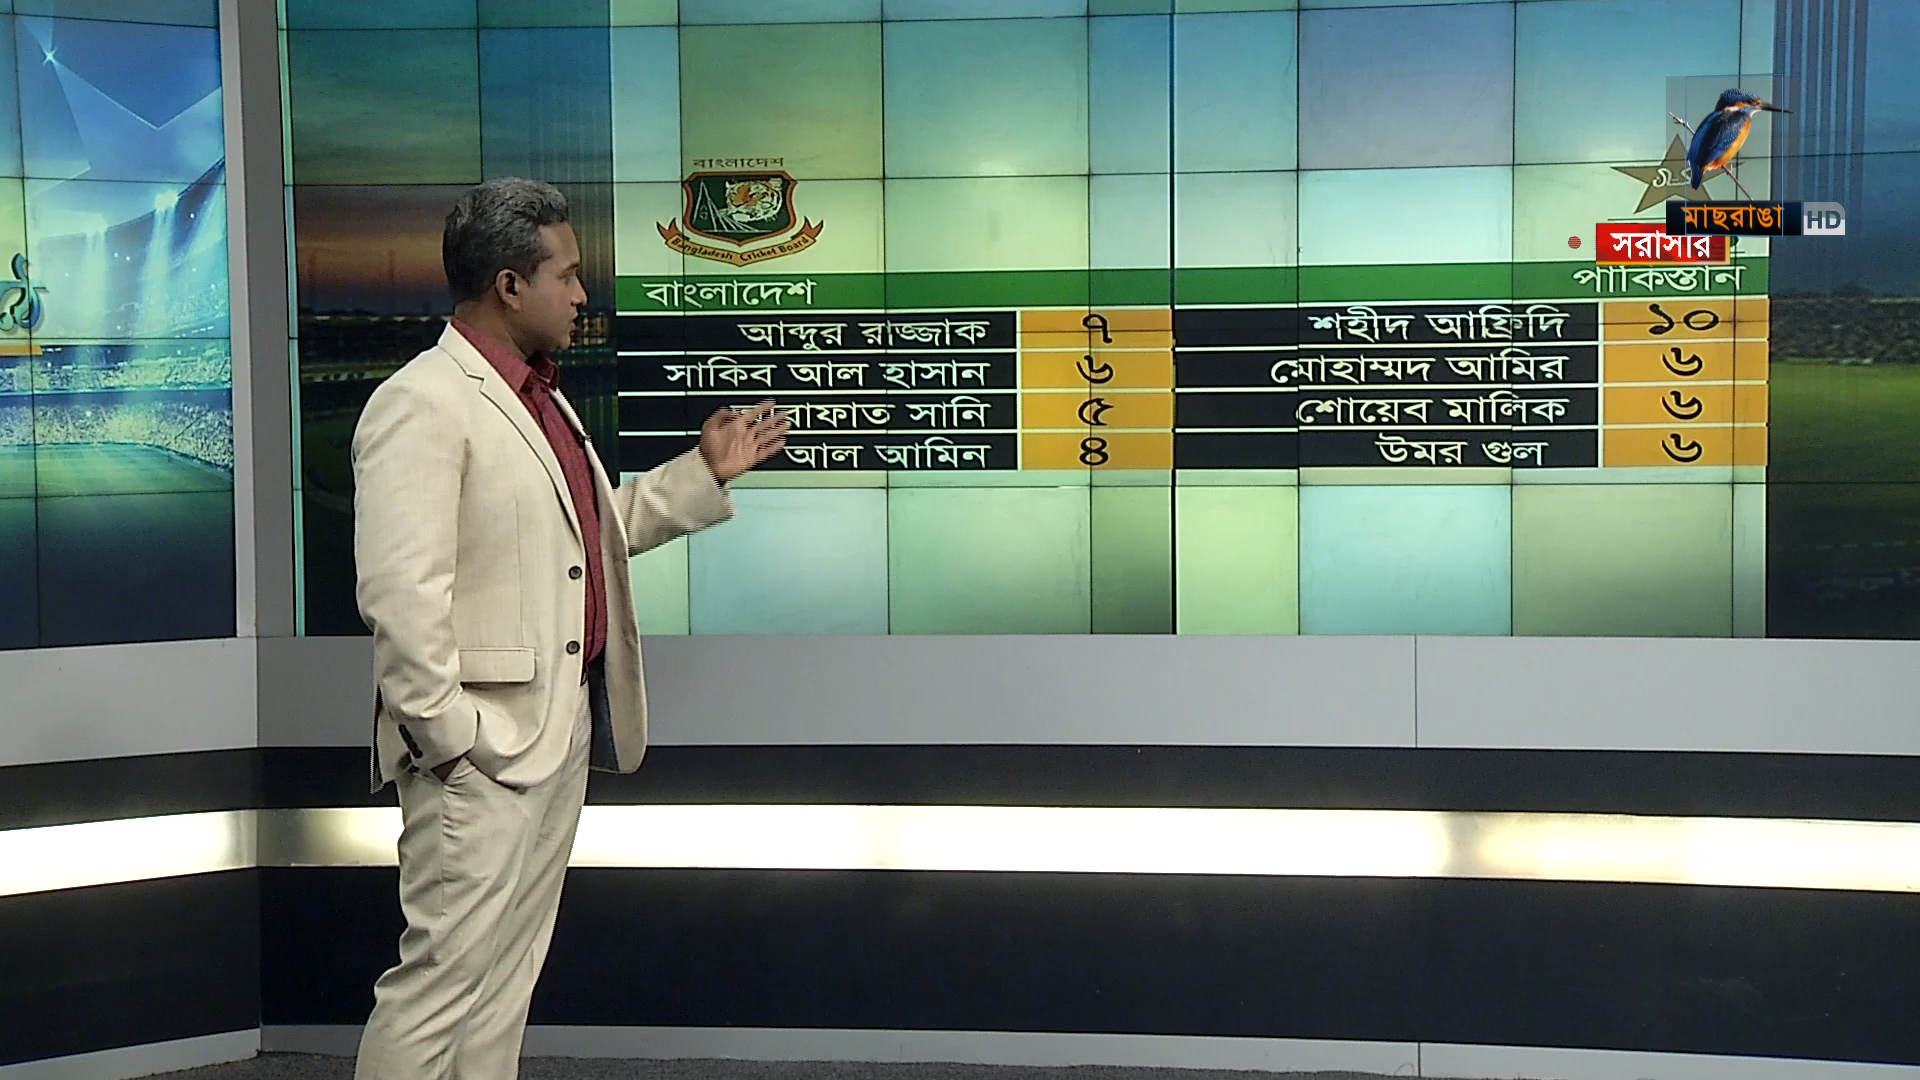 বাংলাদেশ
Bangladesh Cricket Board
মাছরাঙা HD
সরাসরি
বাংলাদেশ
পাকিস্তান
আব্দুর রাজ্জাক ৭ শহীদ আফ্রিদি ১০
সাকিব আল হাসান ৬ মোহাম্মদ আমির ৬
সানি ৫ শোয়েব মালিক ৬
আল আমিন ৪ উমর গুল ৬